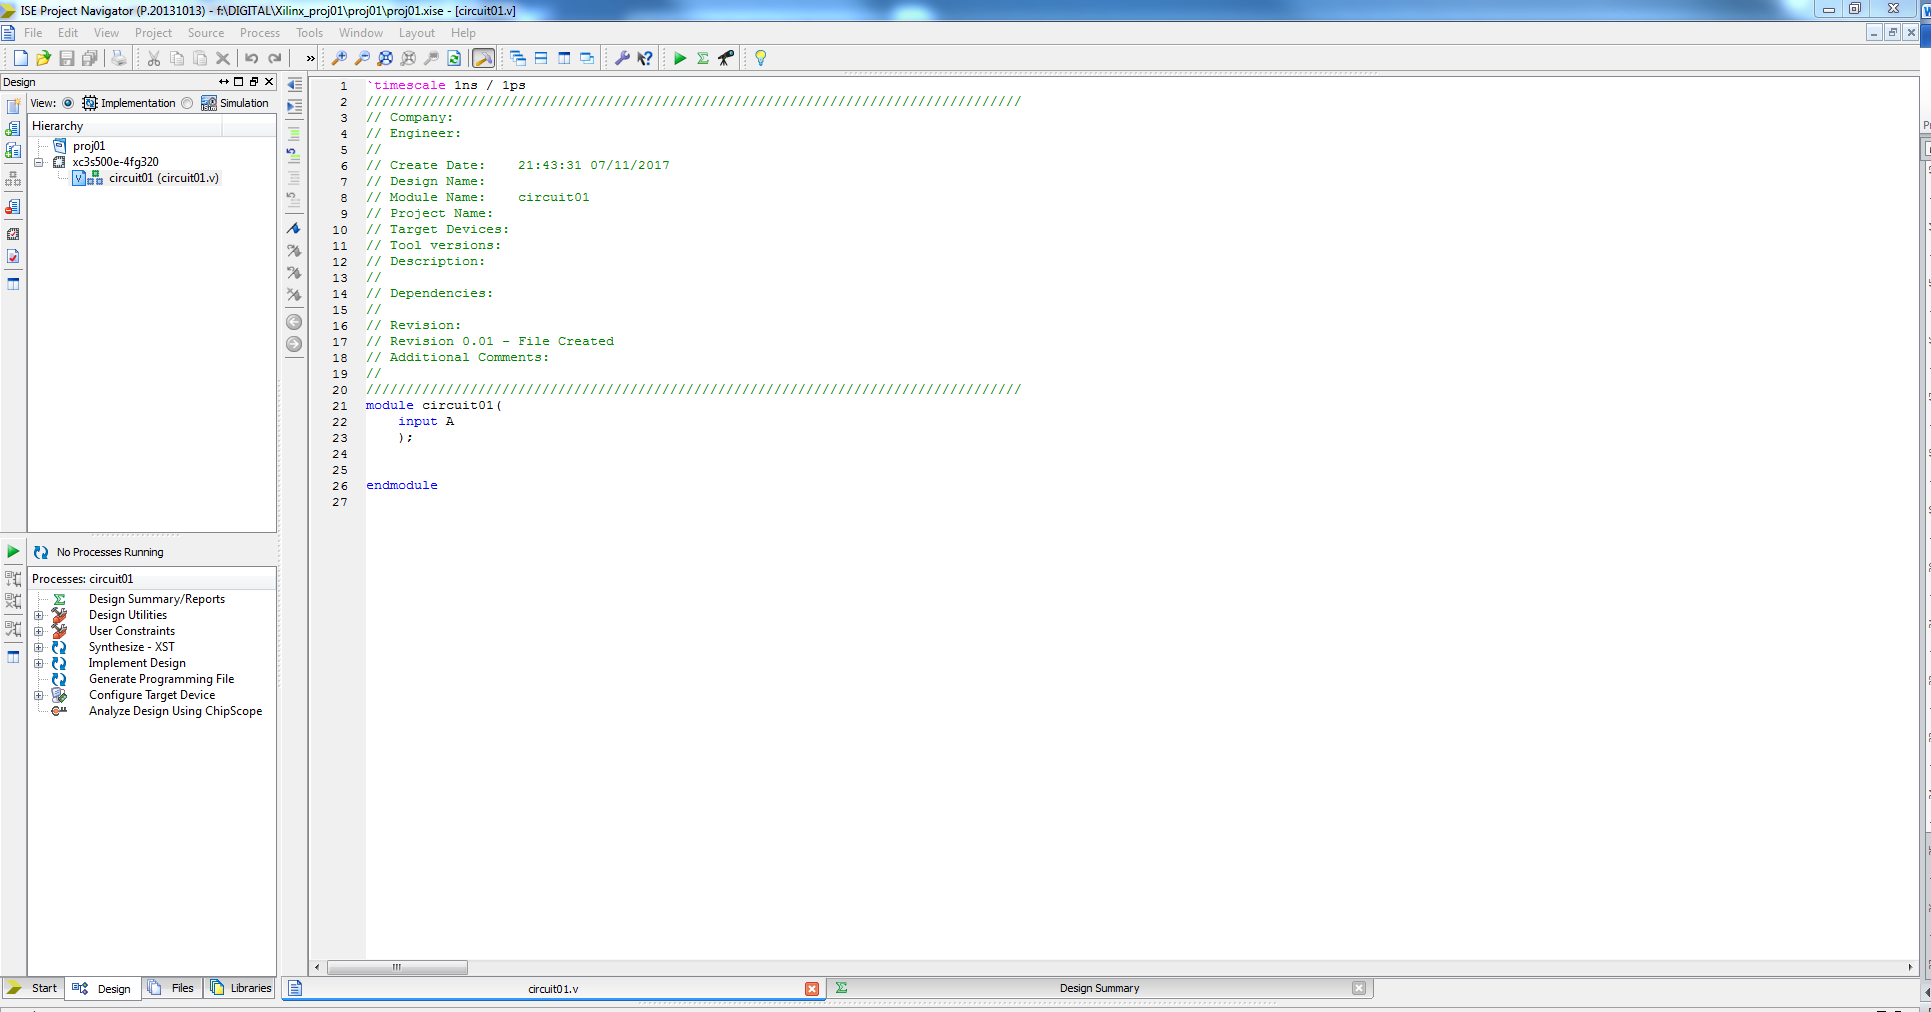 ISE Project Navigator (P.20131013) - f:\DIGITAL\Xilinx_proj01\proj01\proj01.xise - [circuit01.v]
File Edit View Project Source Process Tools Window Layout Help
Design
View: Implementation Simulation
Hierarchy
proj01
xc3s500e-4fg320
circuit01 (circuit01.v)
No Processes Running
Processes: circuit01
Design Summary/Reports
Design Utilities
User Constraints
Synthesize - XST
Implement Design
Generate Programming File
Configure Target Device
Analyze Design Using ChipScope
Start Design Files Libraries
1 `timescale 1ns / 1ps
2 //////////////////////////////////////////////////////////////////////////////////
3 // Company:
4 // Engineer:
5 //
6 // Create Date:    21:43:31 07/11/2017
7 // Design Name:
8 // Module Name:    circuit01
9 // Project Name:
10 // Target Devices:
11 // Tool versions:
12 // Description:
13 //
14 // Dependencies:
15 //
16 // Revision:
17 // Revision 0.01 - File Created
18 // Additional Comments:
19 //
20 //////////////////////////////////////////////////////////////////////////////////
21 module circuit01(
22     input A
23     );
24
25
26 endmodule
27
circuit01.v
Design Summary